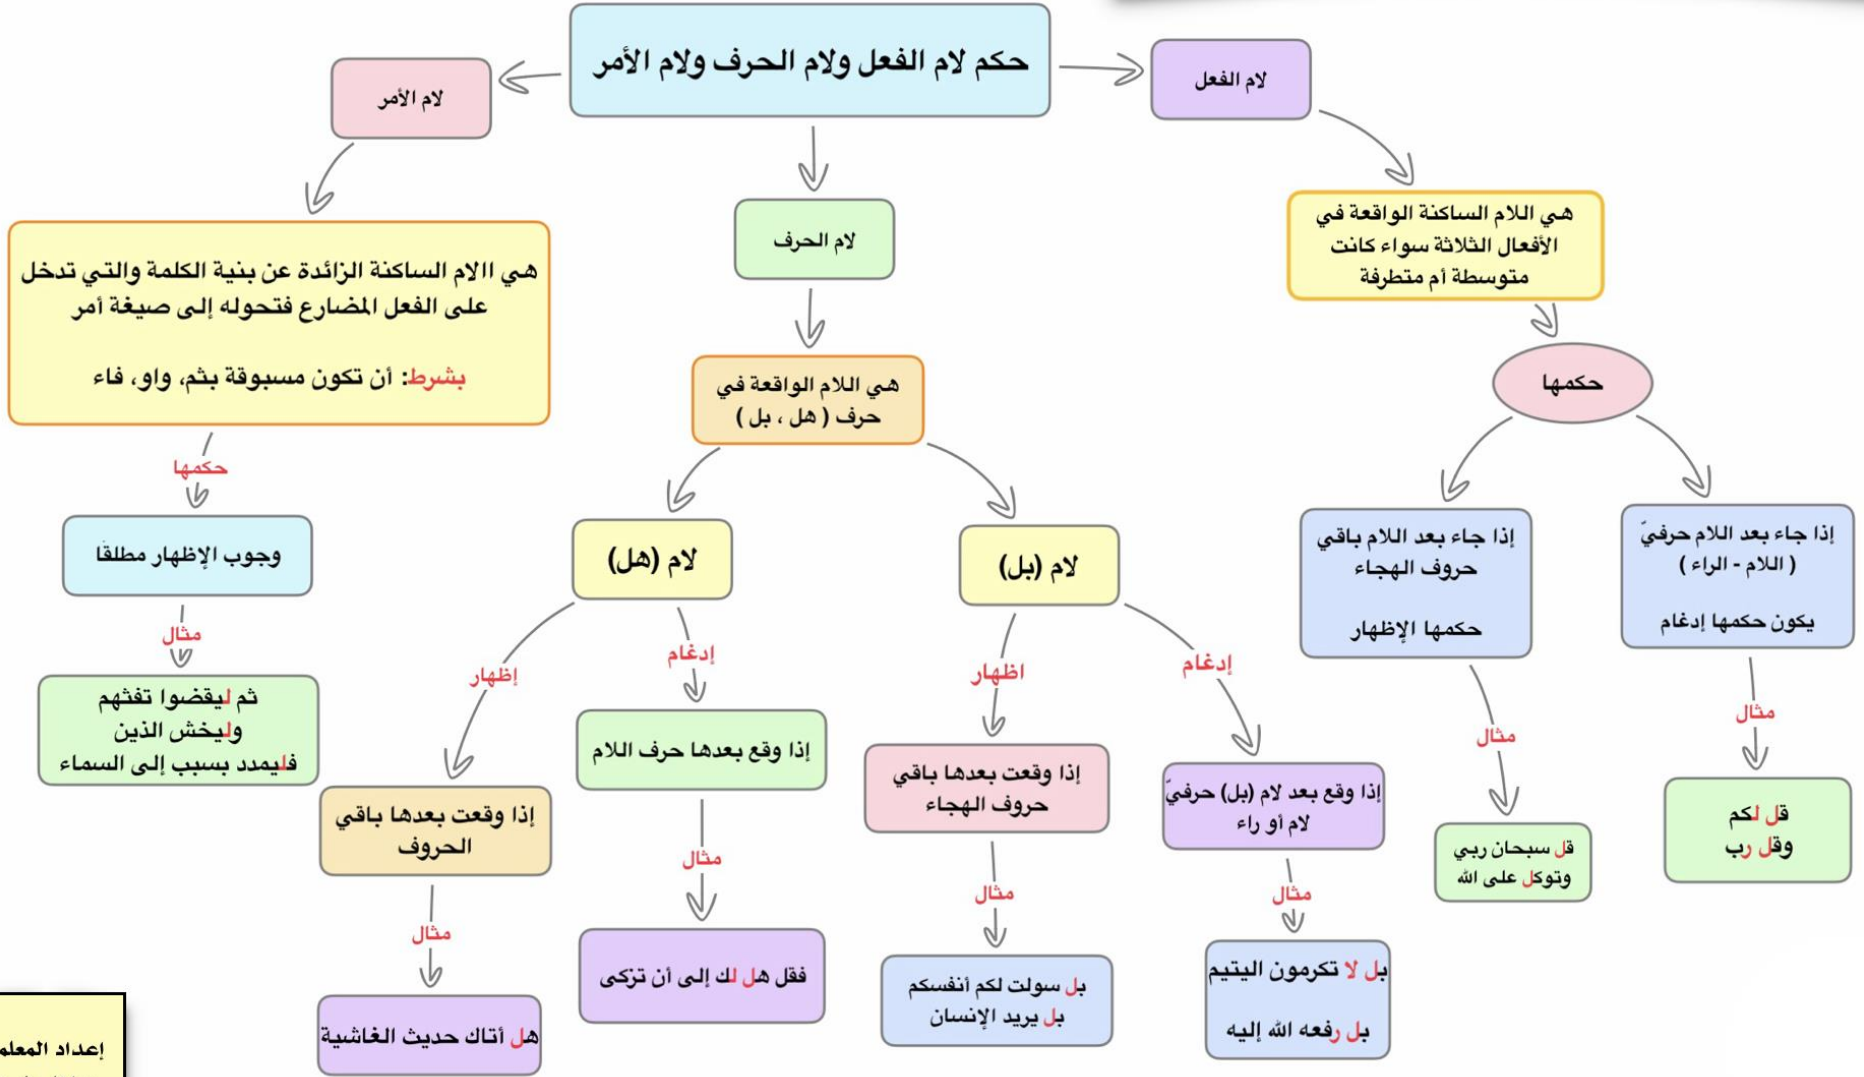 حكم لام الفعل ولام الحرف ولام الأمر
لام الفعل
هي اللام الساكنة الواقعة في
الأفعال الثلاثة سواء كانت
متوسطة أم متطرفة
حكمها
إذا جاء بعد اللام حرفيّ
( اللام - الراء )
يكون حكمها إدغام
مثال
قل لكم
وقل رب
إذا جاء بعد اللام باقي
حروف الهجاء
حكمها الإظهار
مثال
قل سبحان ربي
وتوكل على الله
لام الحرف
هي اللام الواقعة في
حرف ( هل ، بل )
لام (بل)
إدغام
إذا وقع بعد لام (بل) حرفيّ
لام أو راء
مثال
بل لا تكرمون اليتيم
بل رفعه الله إليه
اظهار
إذا وقعت بعدها باقي
حروف الهجاء
مثال
بل سولت لكم أنفسكم
بل يريد الإنسان
لام (هل)
إدغام
إذا وقع بعدها حرف اللام
مثال
فقل هل لك إلى أن تزكى
إظهار
إذا وقعت بعدها باقي
الحروف
مثال
هل أتاك حديث الغاشية
لام الأمر
هي االام الساكنة الزائدة عن بنية الكلمة والتي تدخل
على الفعل المضارع فتحوله إلى صيغة أمر
بشرط: أن تكون مسبوقة بثم، واو، فاء
حكمها
وجوب الإظهار مطلقًا
مثال
ثم ليقضوا تفثهم
وليخش الذين
فليمدد بسبب إلى السماء
إعداد المعلم